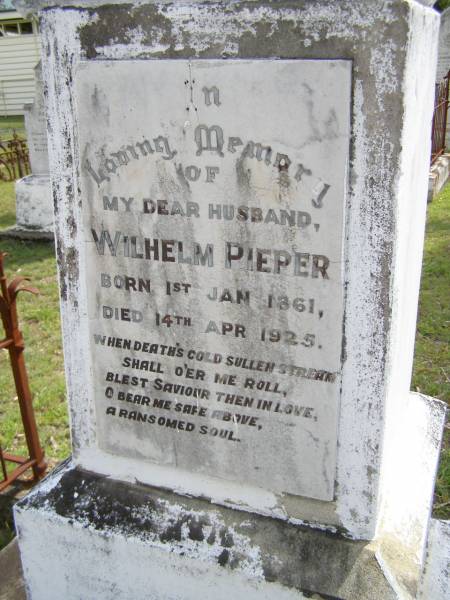 In
Loving Memory
OF
MY DEAR HUSBAND,
WILHELM PIEPER
BORN 1ST JAN 1861,
DIED 14TH APR 1925.
WHEN DEATH'S COLD SULLEN STREAM
SHALL O'ER ME ROLL,
BLEST SAVIOUR THEN IN LOVE,
O BEAR ME SAFE ABOVE,
A RANSOMED SOUL.